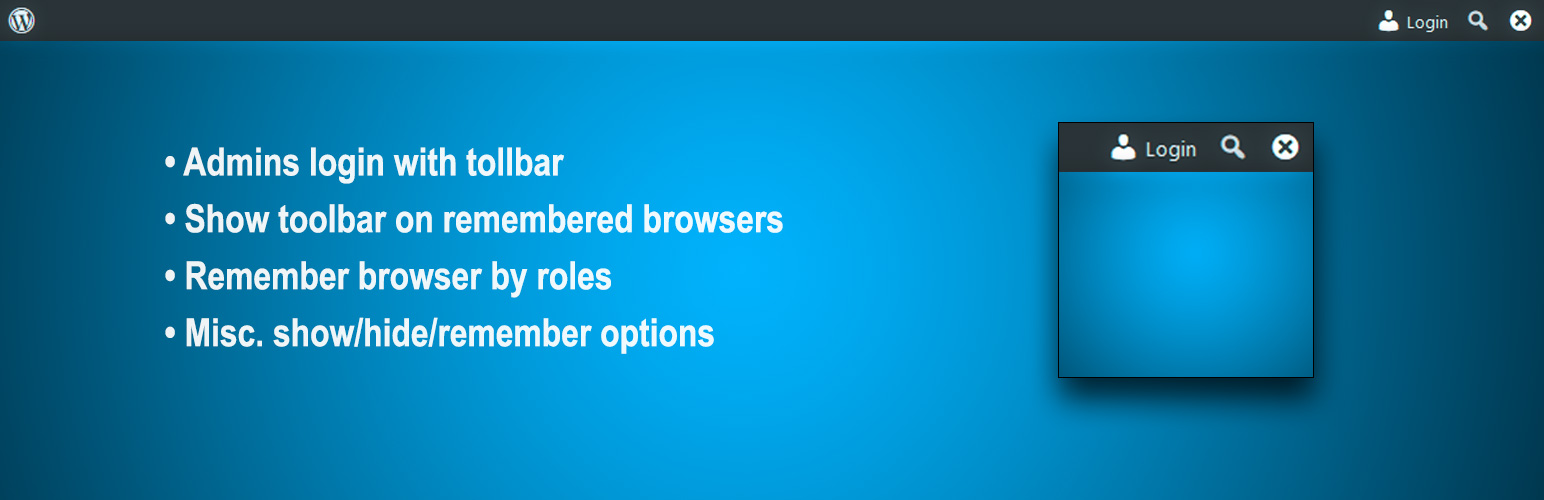 Login
• Admins login with tollbar
• Show toolbar on remembered browsers
• Remember browser by roles
• Misc. show/hide/remember options
Login